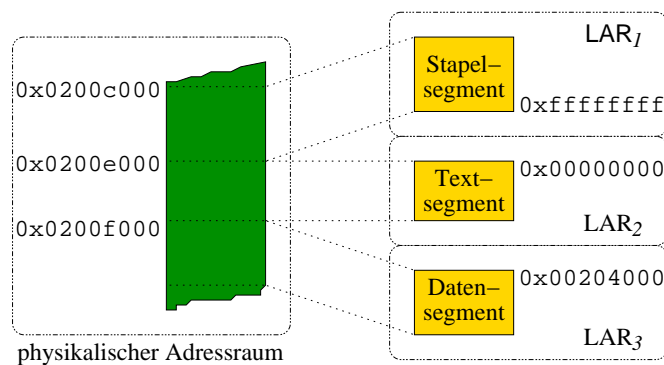 LAR1
0x0200c000
Stapel–
segment
0xffffffff
0x0200e000
0x00000000
Text–
segment
0x0200f000
LAR2
0x00204000
Daten–
segment
LAR3
physikalischer Adressraum